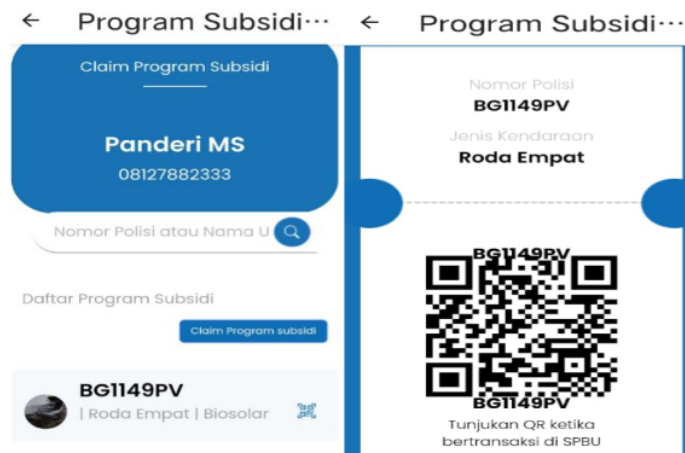 ← Program Subsidi...
Claim Program Subsidi
Panderi MS
08127882333
Nomor Polisi atau Nama U
Daftar Program Subsidi
Claim Program subsidi
BG1149PV
| Roda Empat | Biosolar
← Program Subsidi...
Nomor Polisi
BG1149PV
Jenis Kendaraan
Roda Empat
BG1149PV
BG1149PV
Tunjukan QR ketika
bertransaksi di SPBU